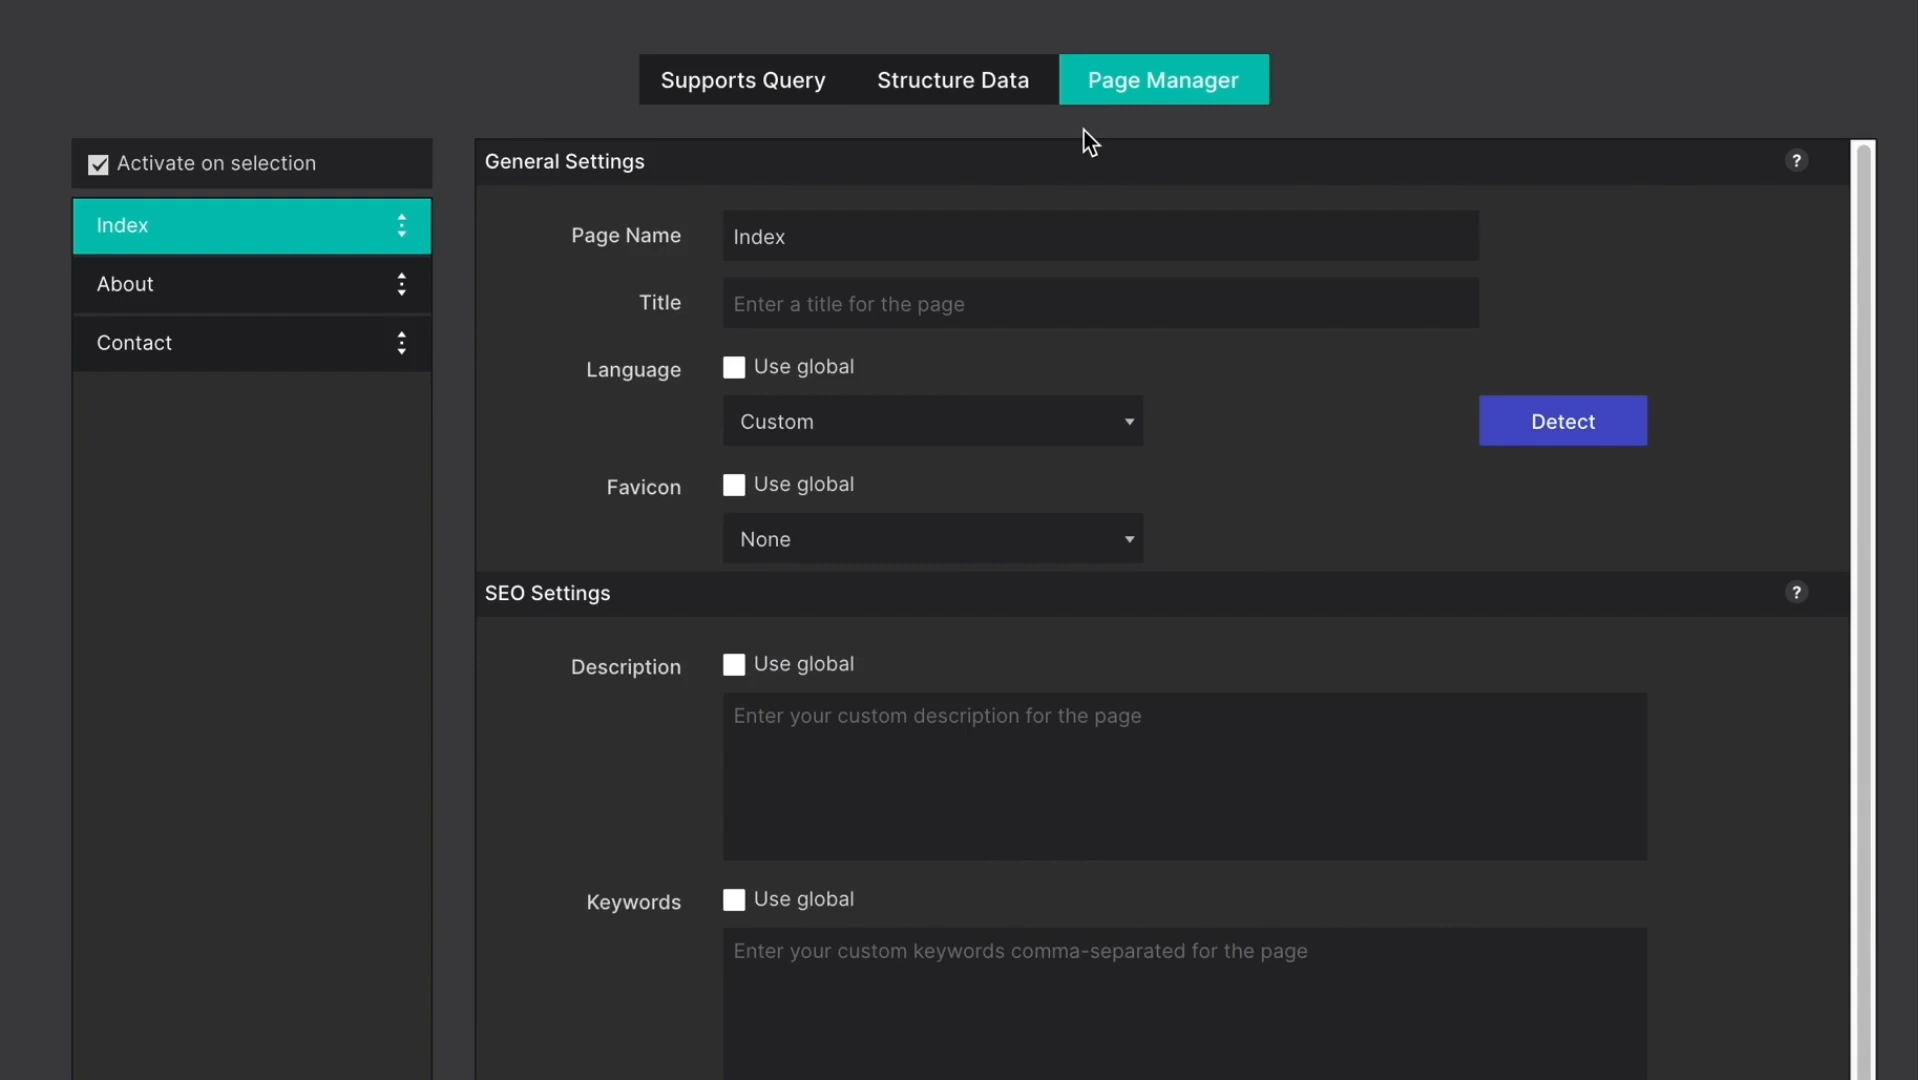 Supports Query
Structure Data
Page Manager
Activate on selection
Index
About
Contact
General Settings
?
Page Name
Index
Title
Enter a title for the page
Language
Use global
Custom
Detect
Favicon
Use global
None
SEO Settings
?
Description
Use global
Enter your custom description for the page
Keywords
Use global
Enter your custom keywords comma-separated for the page